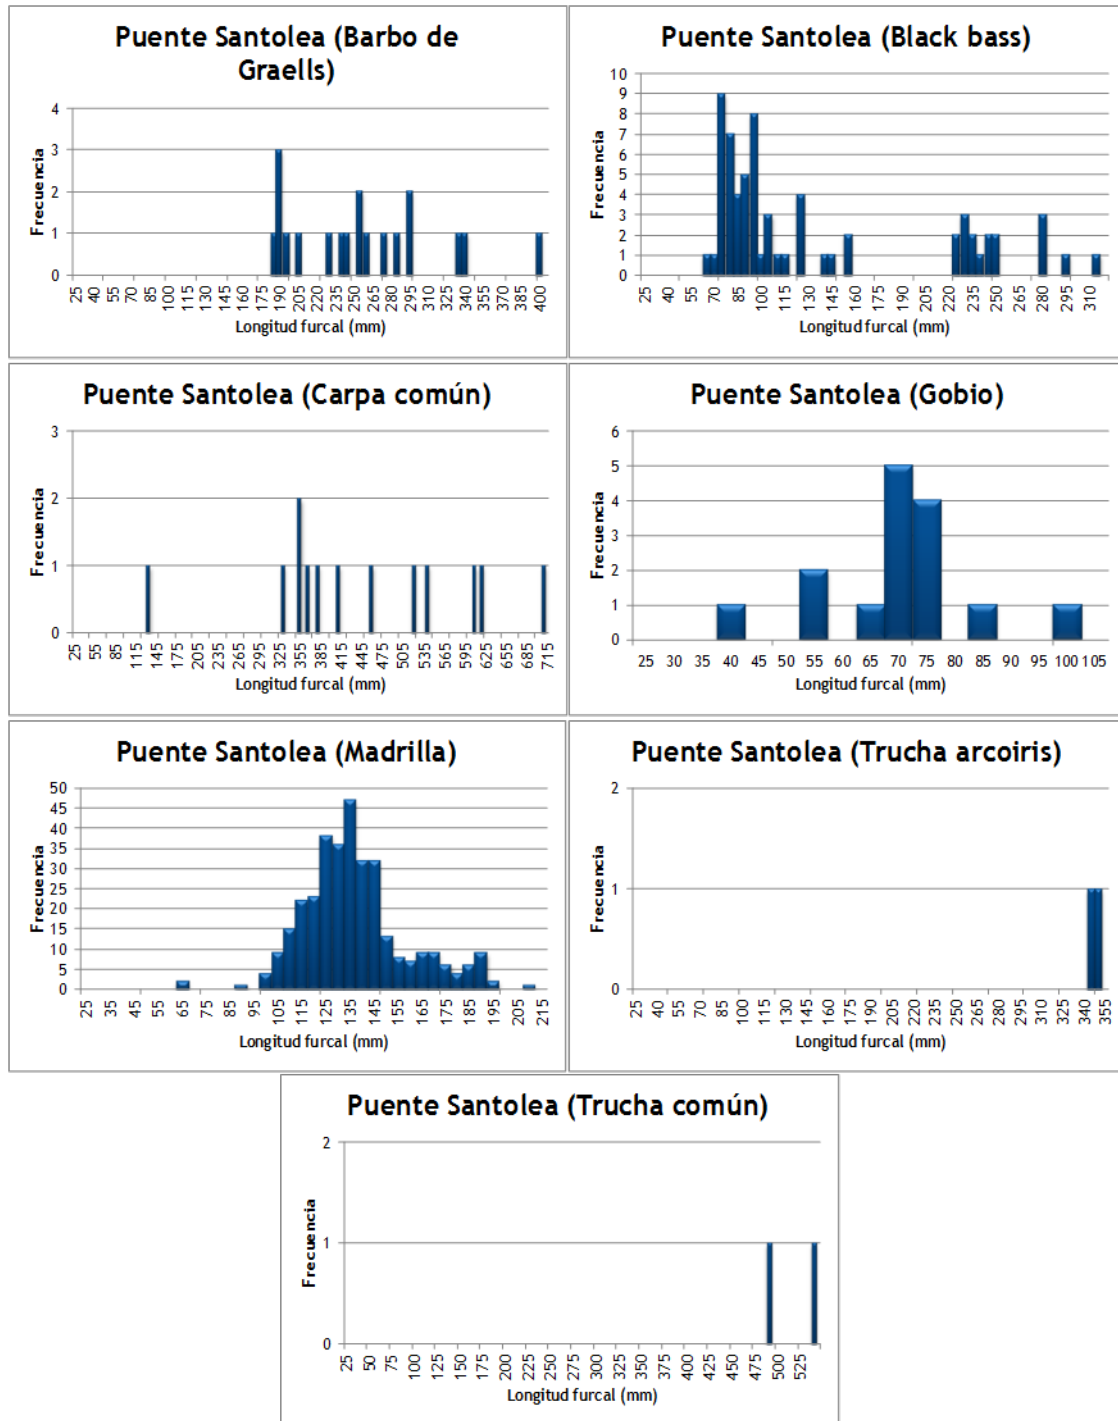 Puente Santolea (Barbo de
Graells)
4
3
2
1
0
Frecuencia
25 40 55 70 85 100 115 130 145 160 175 190 205 220 235 250 265 280 295 310 325 340 355 370 385 400
Longitud furcal (mm)
Puente Santolea (Black bass)
10
9
8
7
6
5
4
3
2
1
0
Frecuencia
25 40 55 70 85 100 115 130 145 160 175 190 205 220 235 250 265 280 295 310
Longitud furcal (mm)
Puente Santolea (Carpa común)
3
2
1
0
Frecuencia
25 55 85 115 145 175 205 235 265 295 325 355 385 415 445 475 505 535 565 595 625 655 685 715
Longitud furcal (mm)
Puente Santolea (Gobio)
6
5
4
3
2
1
0
Frecuencia
25 30 35 40 45 50 55 60 65 70 75 80 85 90 95 100 105
Longitud furcal (mm)
Puente Santolea (Madrilla)
50
45
40
35
30
25
20
15
10
5
0
Frecuencia
25 35 45 55 65 75 85 95 105 115 125 135 145 155 165 175 185 195 205 215
Longitud furcal (mm)
Puente Santolea (Trucha arcoiris)
2
1
0
Frecuencia
25 40 55 70 85 100 115 130 145 160 175 190 205 220 235 250 265 280 295 310 325 340 355
Longitud furcal (mm)
Puente Santolea (Trucha común)
2
1
0
Frecuencia
25 50 75 100 125 150 175 200 225 250 275 300 325 350 375 400 425 450 475 500 525
Longitud furcal (mm)